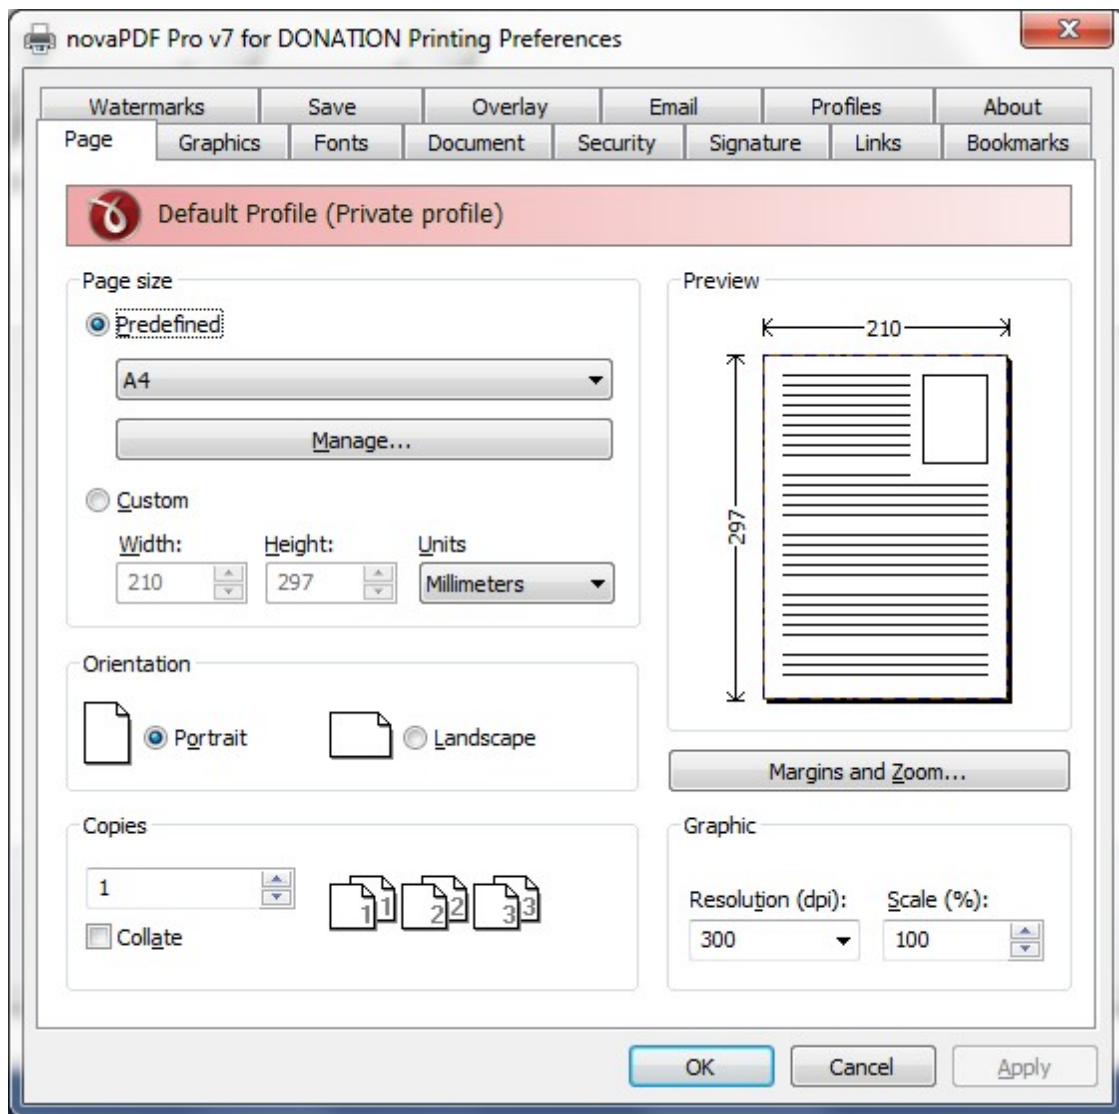 novaPDF Pro v7 for DONATION Printing Preferences
Watermarks Save Overlay Email Profiles About
Page Graphics Fonts Document Security Signature Links Bookmarks
Default Profile (Private profile)
Page size
Predefined
A4
Manage...
Custom
Width: Height: Units
210 297 Millimeters
Preview
210
297
Orientation
Portrait Landscape
Margins and Zoom...
Copies
1
Collate
1 1 2 2 3 3
Graphic
Resolution (dpi): Scale (%):
300 100
OK Cancel Apply